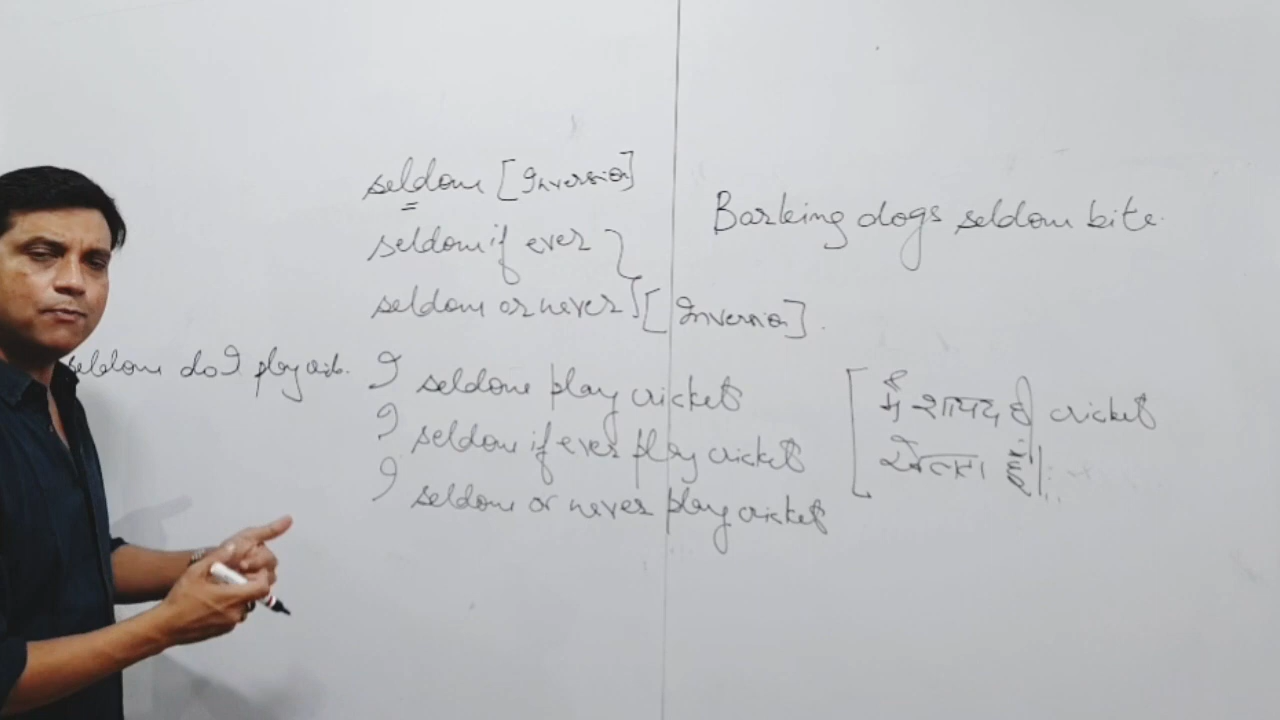 seldom [Inversion]
seldom if ever
seldom or never [Inversion].
Barking dogs seldom bite.
seldom do I play
I seldom play cricket
I seldom if ever play cricket
I seldom or never play cricket
[मैं शायद ही cricket
खेलता हूँ।